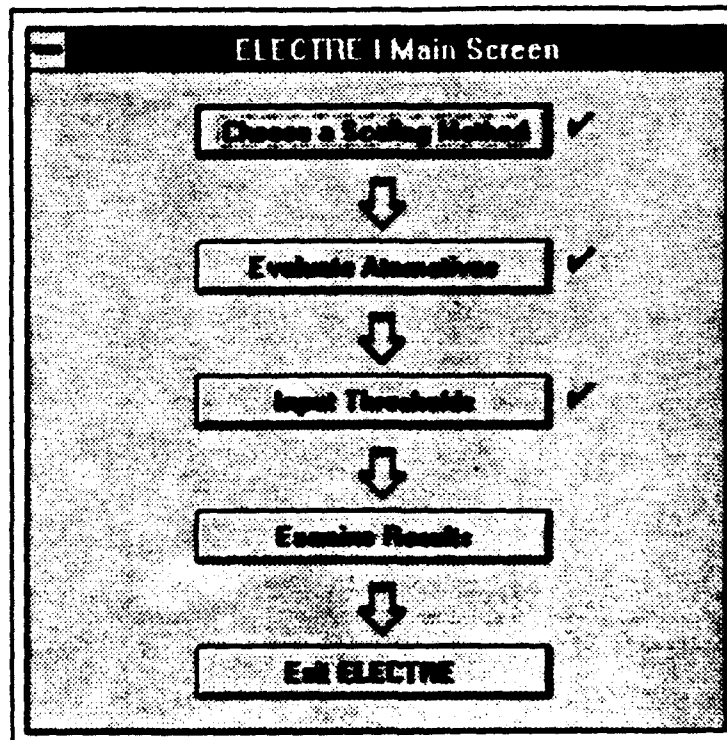 ELECTRE I Main Screen
Choose a Scaling Method
Evaluate Alternatives
Input Thresholds
Examine Results
Exit ELECTRE